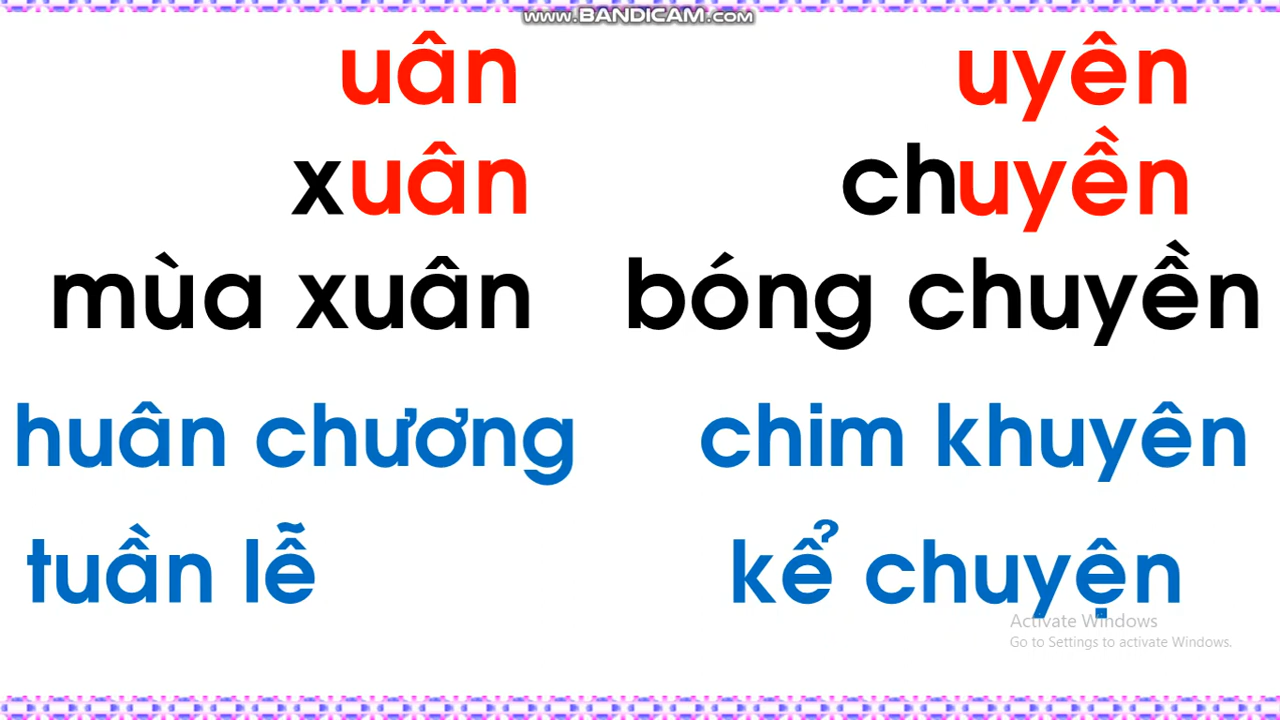 www.BANDICAM.com
uân
uyên
xuân
chuyền
mùa xuân
bóng chuyền
huân chương
chim khuyên
tuần lễ
kể chuyện
Activate Windows
Go to Settings to activate Windows.